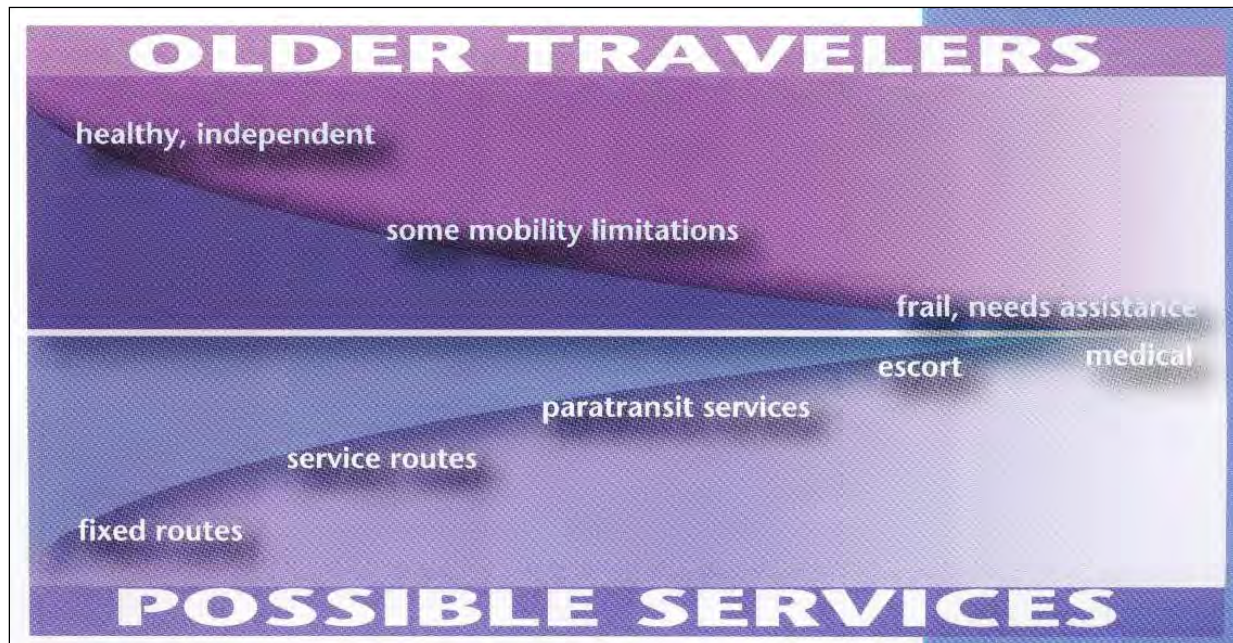 OLDER TRAVELERS
healthy, independent
some mobility limitations
frail, needs assistance
medical
escort
paratransit services
service routes
fixed routes
POSSIBLE SERVICES